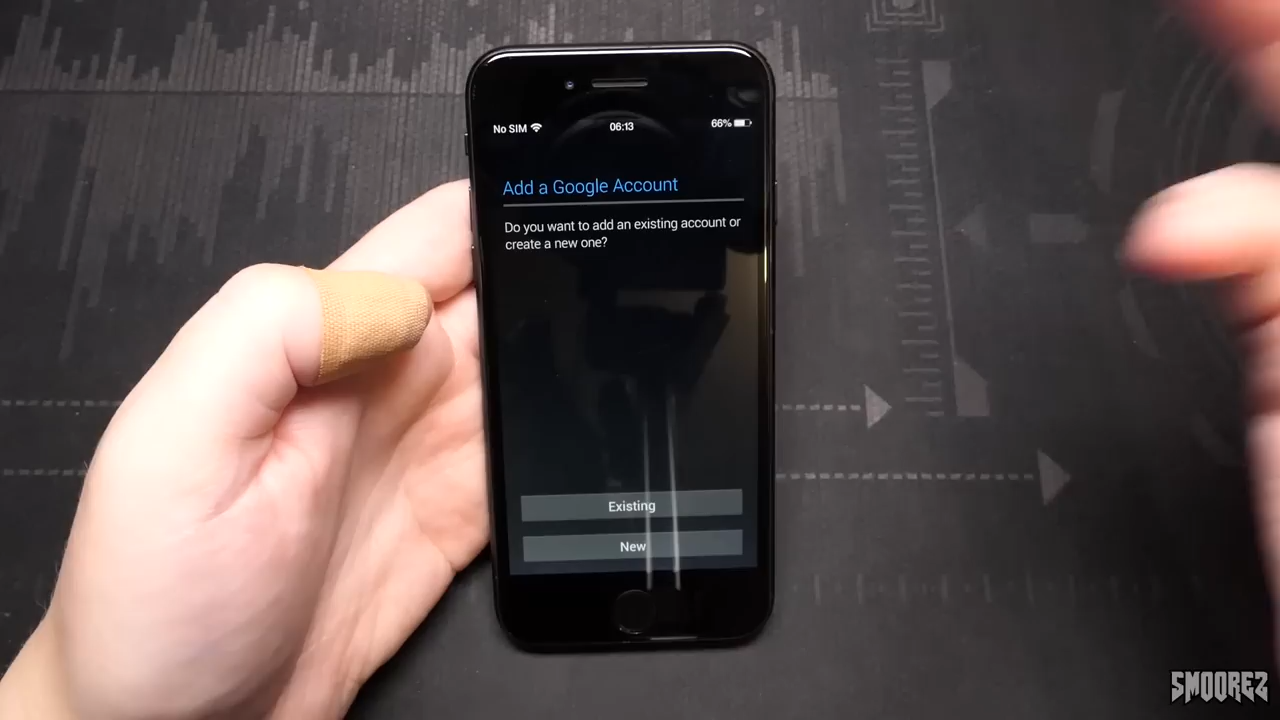 No SIM 06:13 66%
Add a Google Account
Do you want to add an existing account or
create a new one?
Existing
New
SMOOREZ